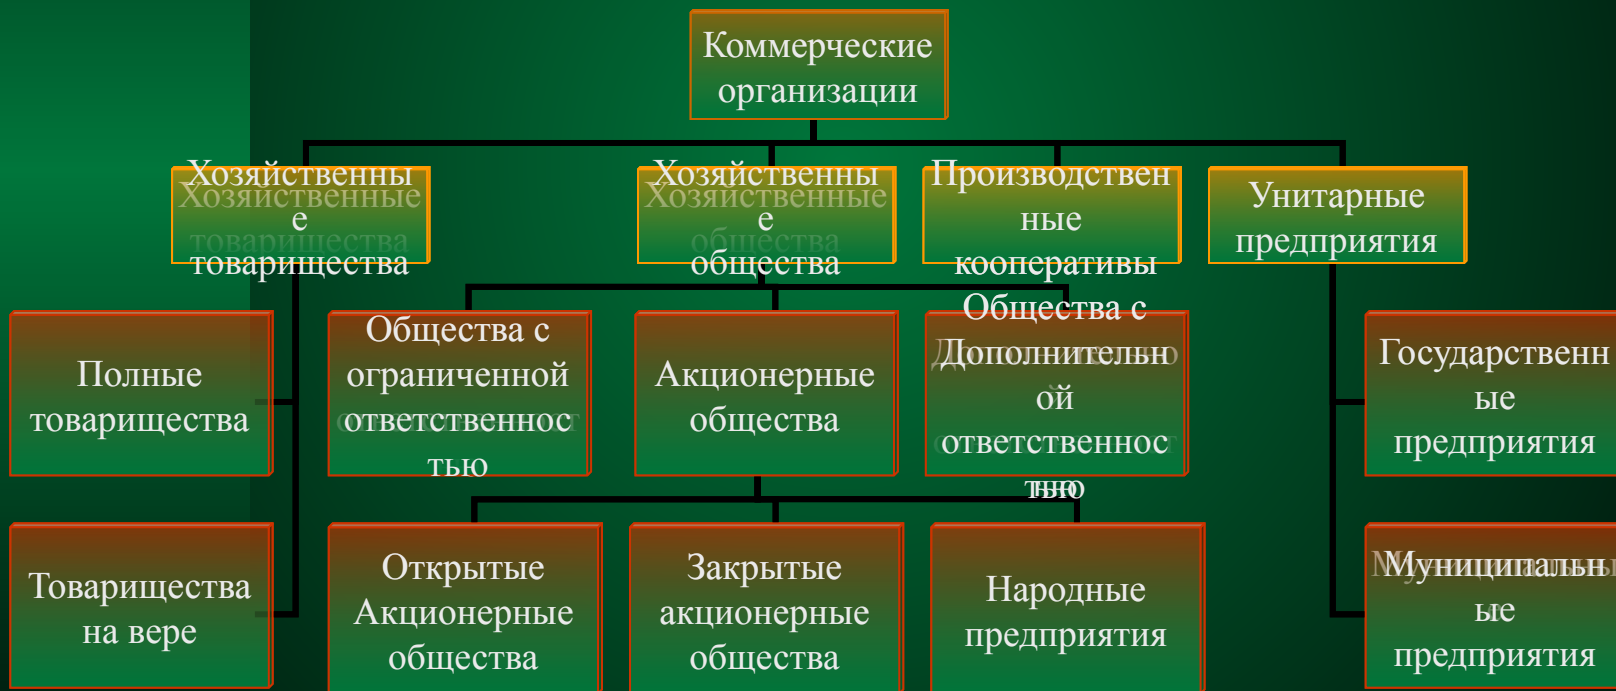 Коммерческие
организации
Хозяйственны
е
товарищества
Хозяйственны
е
общества
Производствен
ные
кооперативы
Унитарные
предприятия
Полные
товарищества
Общества с
ограниченной
ответственнос
тью
Акционерные
общества
Общества с
Дополнительн
ой
ответственнос
тью
Государственн
ые
предприятия
Товарищества
на вере
Открытые
Акционерные
общества
Закрытые
акционерные
общества
Народные
предприятия
Муниципальн
ые
предприятия